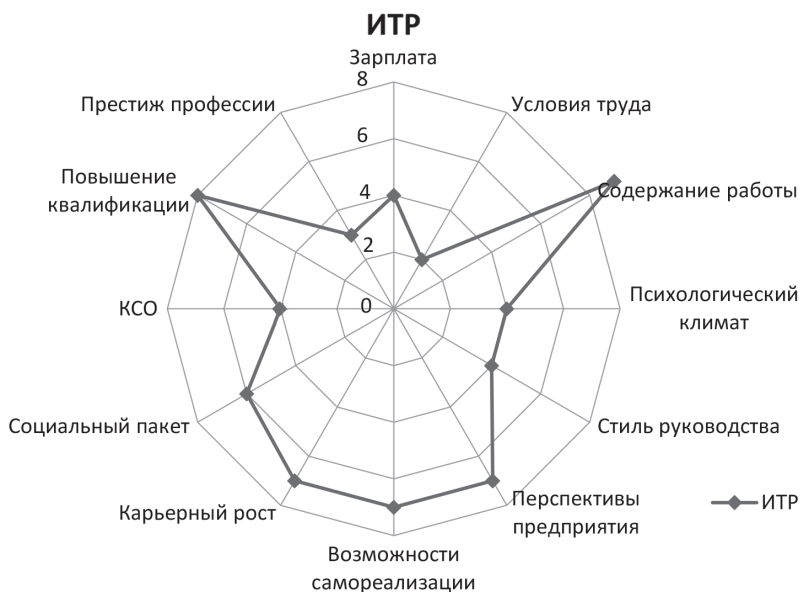 ИТР
Зарплата
8
Престиж профессии
Условия труда
6
Повышение
квалификации
4
Содержание работы
2
Психологический
климат
КСО
0
Социальный пакет
Стиль руководства
Карьерный рост
Перспективы
предприятия
ИТР
Возможности
самореализации